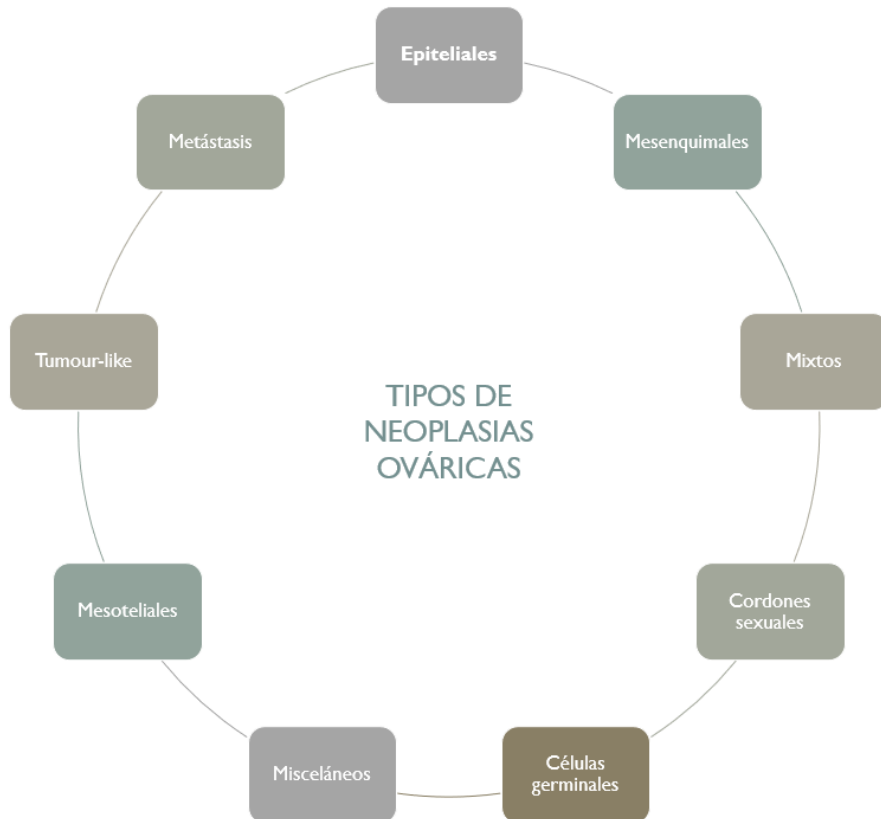 Epiteliales
Mesenquimales
Mixtos
Cordones
sexuales
Células
germinales
Misceláneos
Mesoteliales
Tumour-like
Metástasis
TIPOS DE
NEOPLASIAS
OVÁRICAS